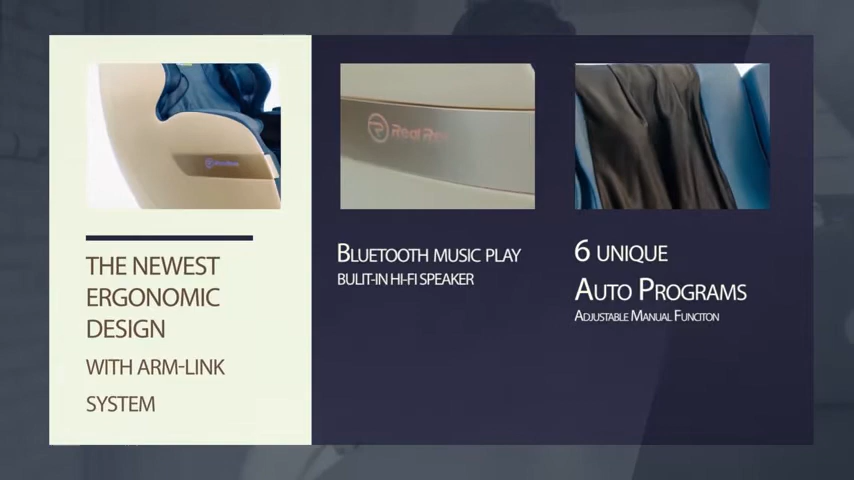 THE NEWEST
ERGONOMIC
DESIGN
WITH ARM-LINK
SYSTEM
Real
BLUETOOTH MUSIC PLAY
BULIT-IN HI-FI SPEAKER
6 UNIQUE
AUTO PROGRAMS
ADJUSTABLE MANUAL FUNCITON